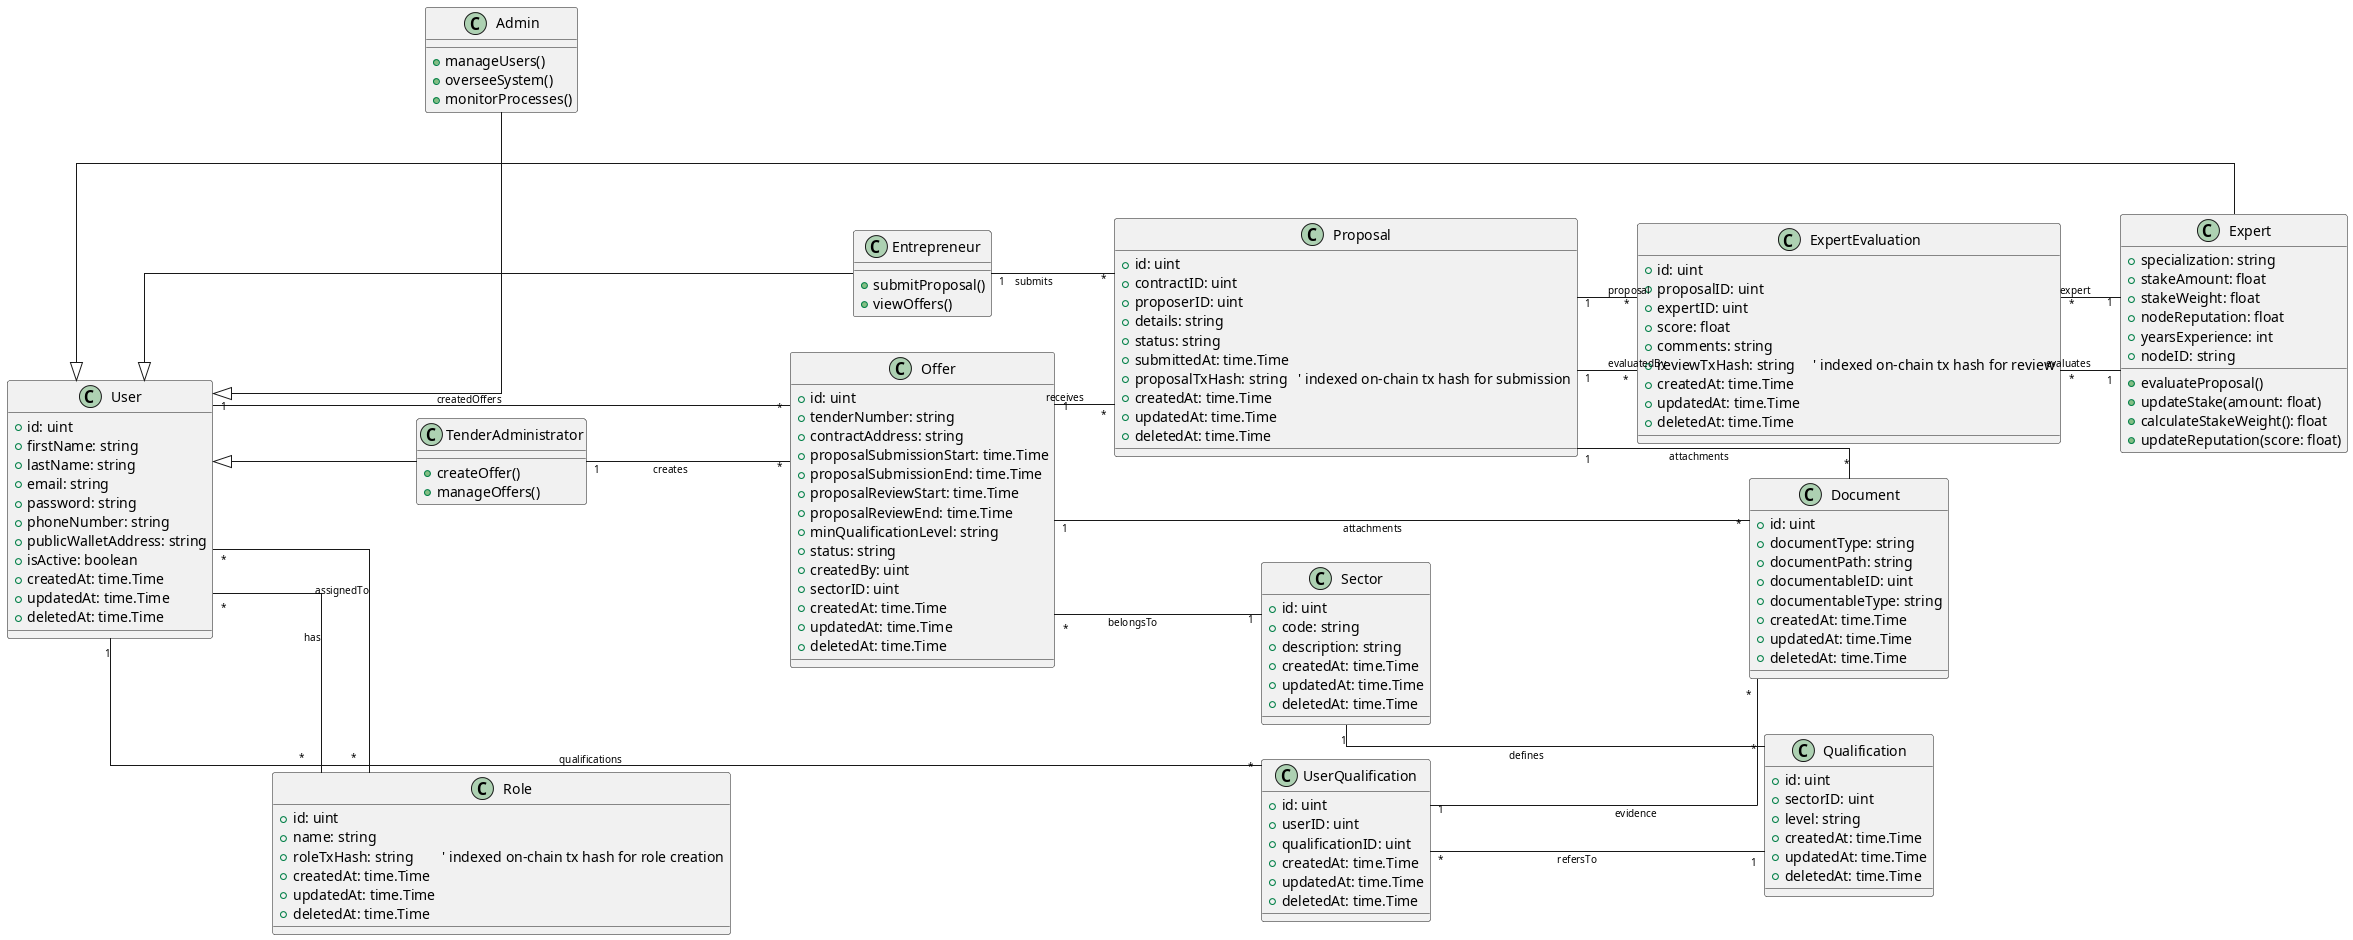 C Admin
manageUsers()
overseeSystem()
monitorProcesses()
C Entrepreneur
submitProposal()
viewOffers()
1 submits *
C Proposal
id: uint
contractID: uint
proposerID: uint
details: string
status: string
submittedAt: time.Time
proposalTxHash: string ' indexed on-chain tx hash for submission
createdAt: time.Time
updatedAt: time.Time
deletedAt: time.Time
1 proposal *
1 evaluatedBy *
C ExpertEvaluation
id: uint
proposalID: uint
expertID: uint
score: float
comments: string
reviewTxHash: string ' indexed on-chain tx hash for review
createdAt: time.Time
updatedAt: time.Time
deletedAt: time.Time
* expert 1
* evaluates 1
C Expert
specialization: string
stakeAmount: float
stakeWeight: float
nodeReputation: float
yearsExperience: int
nodeID: string
evaluateProposal()
updateStake(amount: float)
calculateStakeWeight(): float
updateReputation(score: float)
C User
id: uint
firstName: string
lastName: string
email: string
password: string
phoneNumber: string
publicWalletAddress: string
isActive: boolean
createdAt: time.Time
updatedAt: time.Time
deletedAt: time.Time
1 createdOffers *
C TenderAdministrator
createOffer()
manageOffers()
1 creates *
C Offer
id: uint
tenderNumber: string
contractAddress: string
proposalSubmissionStart: time.Time
proposalSubmissionEnd: time.Time
proposalReviewStart: time.Time
proposalReviewEnd: time.Time
minQualificationLevel: string
status: string
createdBy: uint
sectorID: uint
createdAt: time.Time
updatedAt: time.Time
deletedAt: time.Time
receives 1 *
1 attachments *
1 attachments *
* belongsTo 1
C Document
id: uint
documentType: string
documentPath: string
documentableID: uint
documentableType: string
createdAt: time.Time
updatedAt: time.Time
deletedAt: time.Time
C Sector
id: uint
code: string
description: string
createdAt: time.Time
updatedAt: time.Time
deletedAt: time.Time
* assignedTo *
* has *
1 qualifications *
1 defines *
C Role
id: uint
name: string
roleTxHash: string ' indexed on-chain tx hash for role creation
createdAt: time.Time
updatedAt: time.Time
deletedAt: time.Time
C UserQualification
id: uint
userID: uint
qualificationID: uint
createdAt: time.Time
updatedAt: time.Time
deletedAt: time.Time
1 evidence *
* refersTo 1
C Qualification
id: uint
sectorID: uint
level: string
createdAt: time.Time
updatedAt: time.Time
deletedAt: time.Time